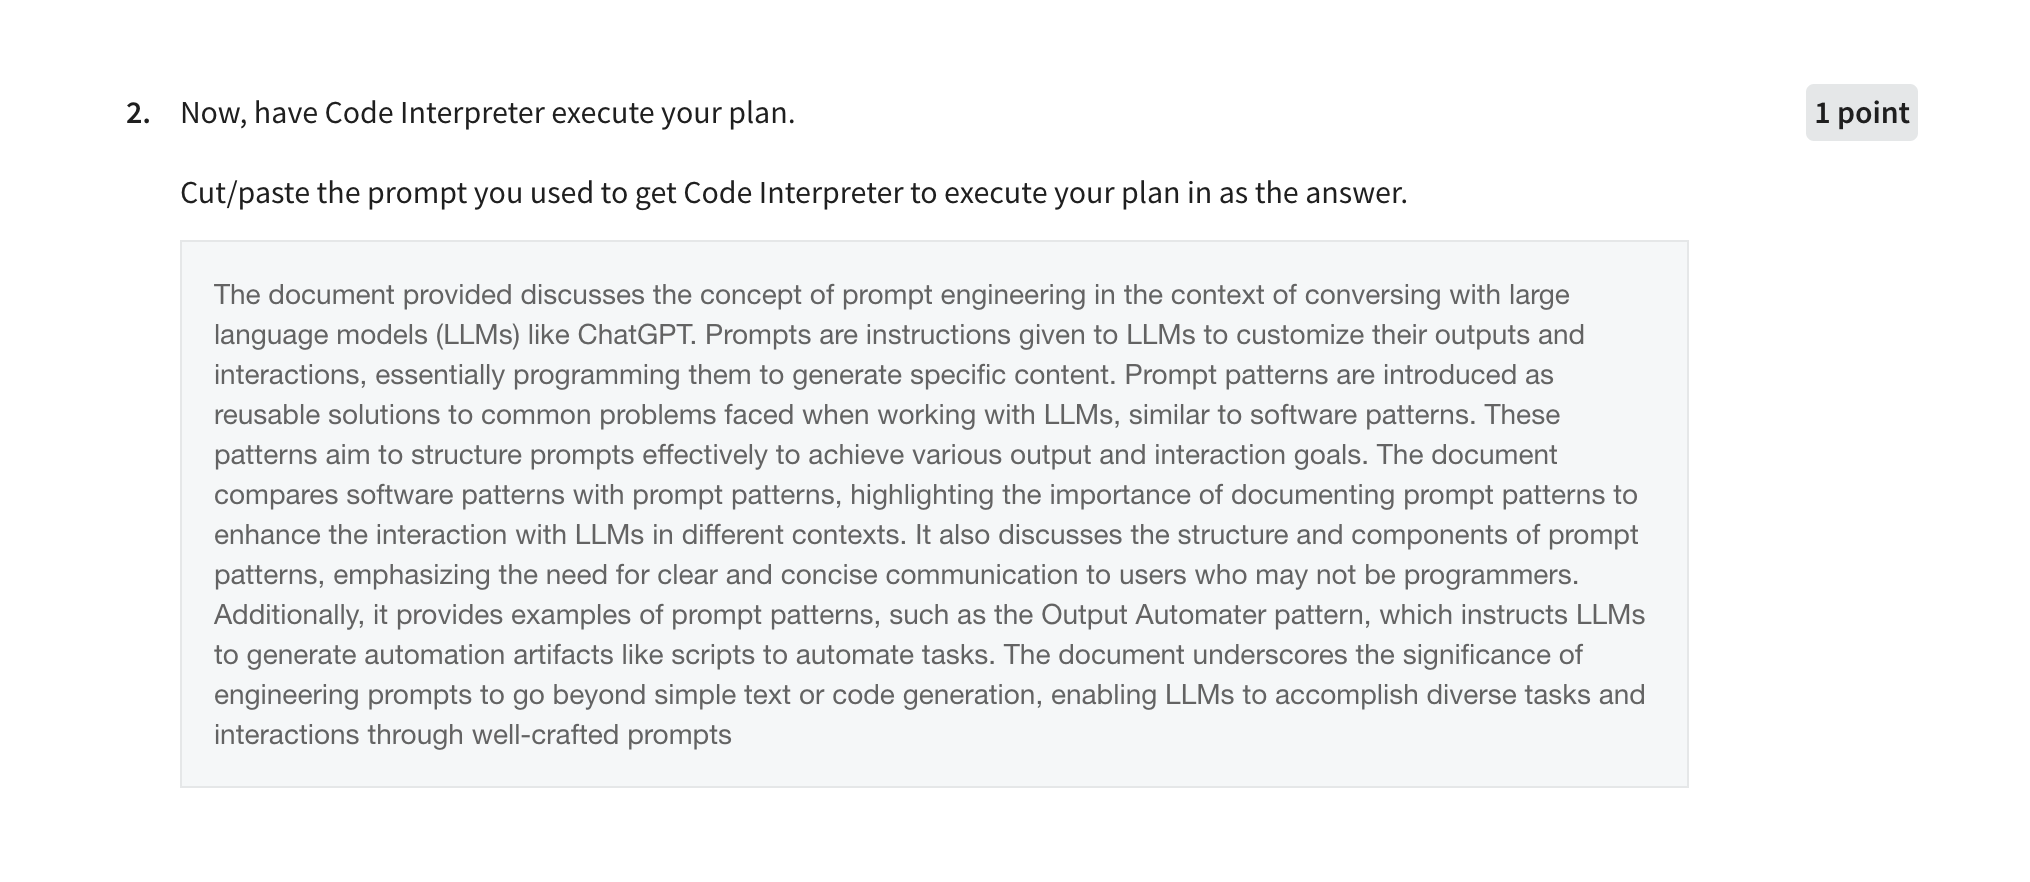 2. Now, have Code Interpreter execute your plan. 1 point
Cut/paste the prompt you used to get Code Interpreter to execute your plan in as the answer.
The document provided discusses the concept of prompt engineering in the context of conversing with large
language models (LLMs) like ChatGPT. Prompts are instructions given to LLMs to customize their outputs and
interactions, essentially programming them to generate specific content. Prompt patterns are introduced as
reusable solutions to common problems faced when working with LLMs, similar to software patterns. These
patterns aim to structure prompts effectively to achieve various output and interaction goals. The document
compares software patterns with prompt patterns, highlighting the importance of documenting prompt patterns to
enhance the interaction with LLMs in different contexts. It also discusses the structure and components of prompt
patterns, emphasizing the need for clear and concise communication to users who may not be programmers.
Additionally, it provides examples of prompt patterns, such as the Output Automater pattern, which instructs LLMs
to generate automation artifacts like scripts to automate tasks. The document underscores the significance of
engineering prompts to go beyond simple text or code generation, enabling LLMs to accomplish diverse tasks and
interactions through well-crafted prompts